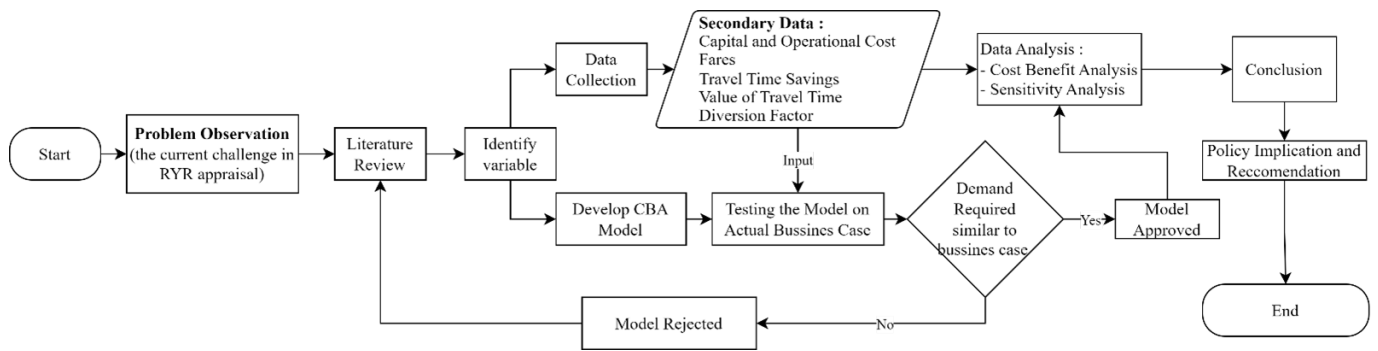 Start
Problem Observation
(the current challenge in
RYR appraisal)
Literature
Review
Identify
variable
Data
Collection
Secondary Data :
Capital and Operational Cost
Fares
Travel Time Savings
Value of Travel Time
Diversion Factor
Input
Develop CBA
Model
Testing the Model on
Actual Bussines Case
Demand
Required
similar to
bussines case
Yes
Model
Approved
No
Model Rejected
Data Analysis :
- Cost Benefit Analysis
- Sensitivity Analysis
Conclusion
Policy Implication and
Reccomendation
End